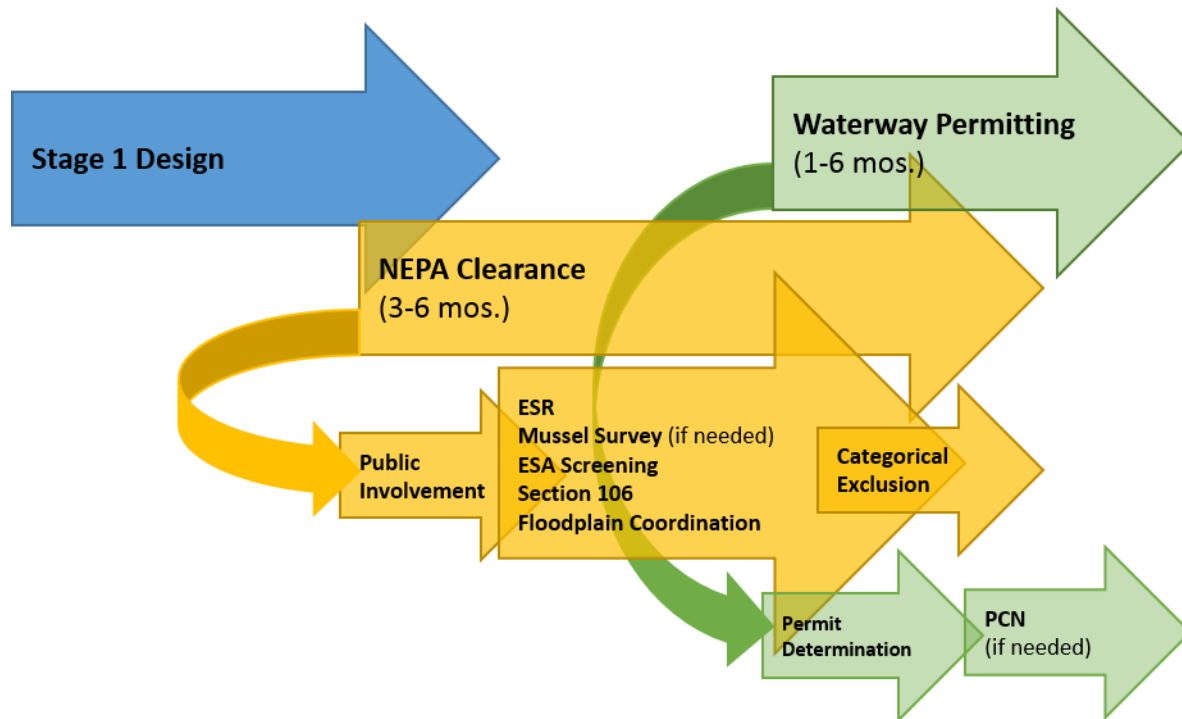 Stage 1 Design
Waterway Permitting
(1-6 mos.)
NEPA Clearance
(3-6 mos.)
Public
Involvement
ESR
Mussel Survey (if needed)
ESA Screening
Section 106
Floodplain Coordination
Categorical
Exclusion
Permit
Determination
PCN
(if needed)